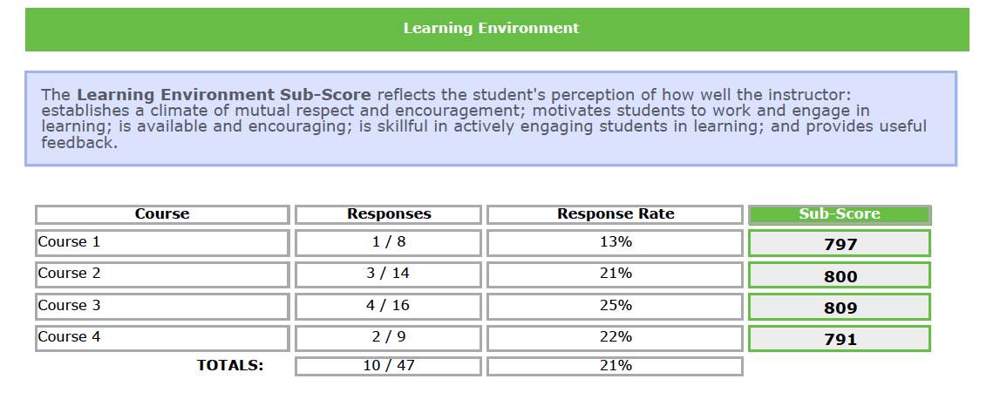 Learning Environment
The Learning Environment Sub-Score reflects the student's perception of how well the instructor:
establishes a climate of mutual respect and encouragement; motivates students to work and engage in
learning; is available and encouraging; is skillful in actively engaging students in learning; and provides useful
feedback.
Course Responses Response Rate Sub-Score
Course 1 1 / 8 13% 797
Course 2 3 / 14 21% 800
Course 3 4 / 16 25% 809
Course 4 2 / 9 22% 791
TOTALS: 10 / 47 21%